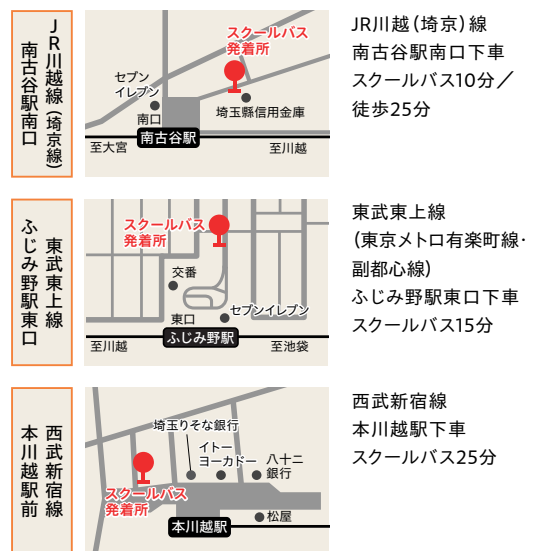 JR川越線(埼京線)
南古谷駅南口
スクールバス
発着所
セブン
イレブン
南口
埼玉縣信用金庫
南古谷駅
至大宮
至川越
JR川越(埼京)線
南古谷駅南口下車
スクールバス10分／
徒歩25分
東武東上線
ふじみ野駅東口
スクールバス
発着所
交番
東口
セブンイレブン
ふじみ野駅
至川越
至池袋
東武東上線
(東京メトロ有楽町線・
副都心線)
ふじみ野駅東口下車
スクールバス15分
西武新宿線
本川越駅前
埼玉りそな銀行
イトー
ヨーカドー
八十二
銀行
スクールバス
発着所
本川越駅
松屋
西武新宿線
本川越駅下車
スクールバス25分